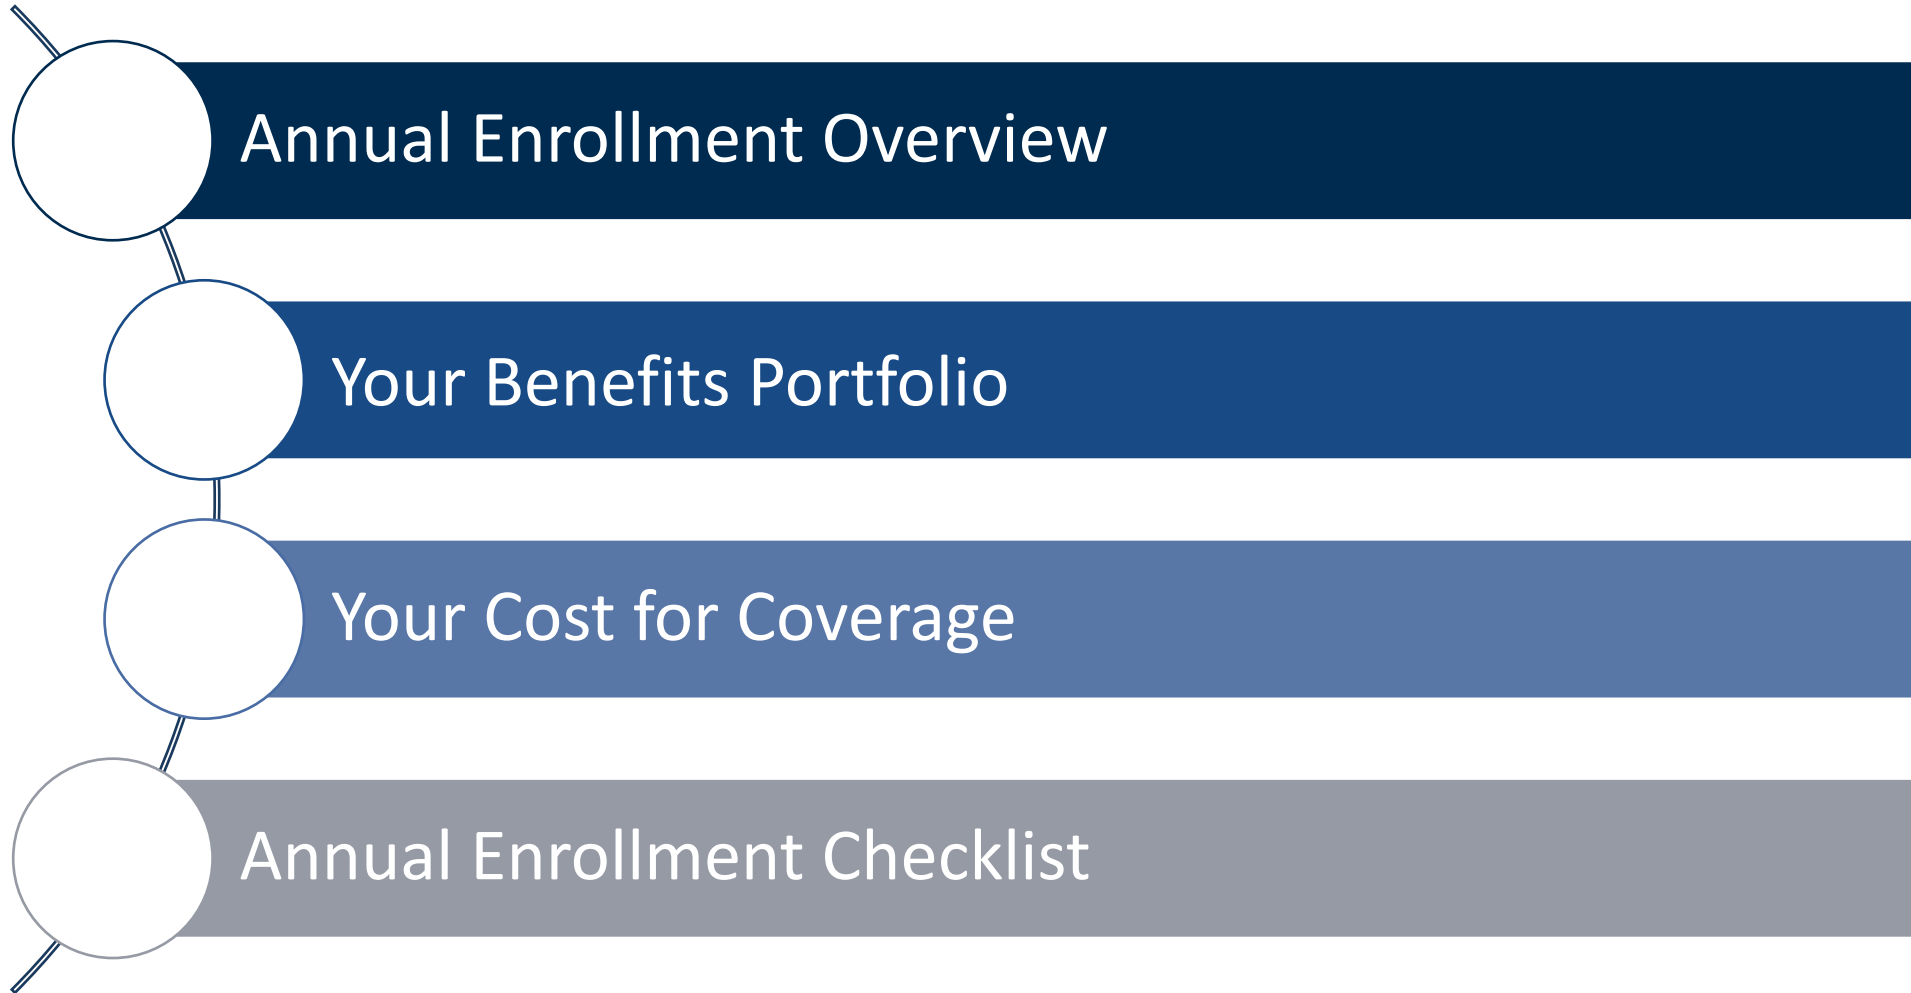 Annual Enrollment Overview
Your Benefits Portfolio
Your Cost for Coverage
Annual Enrollment Checklist